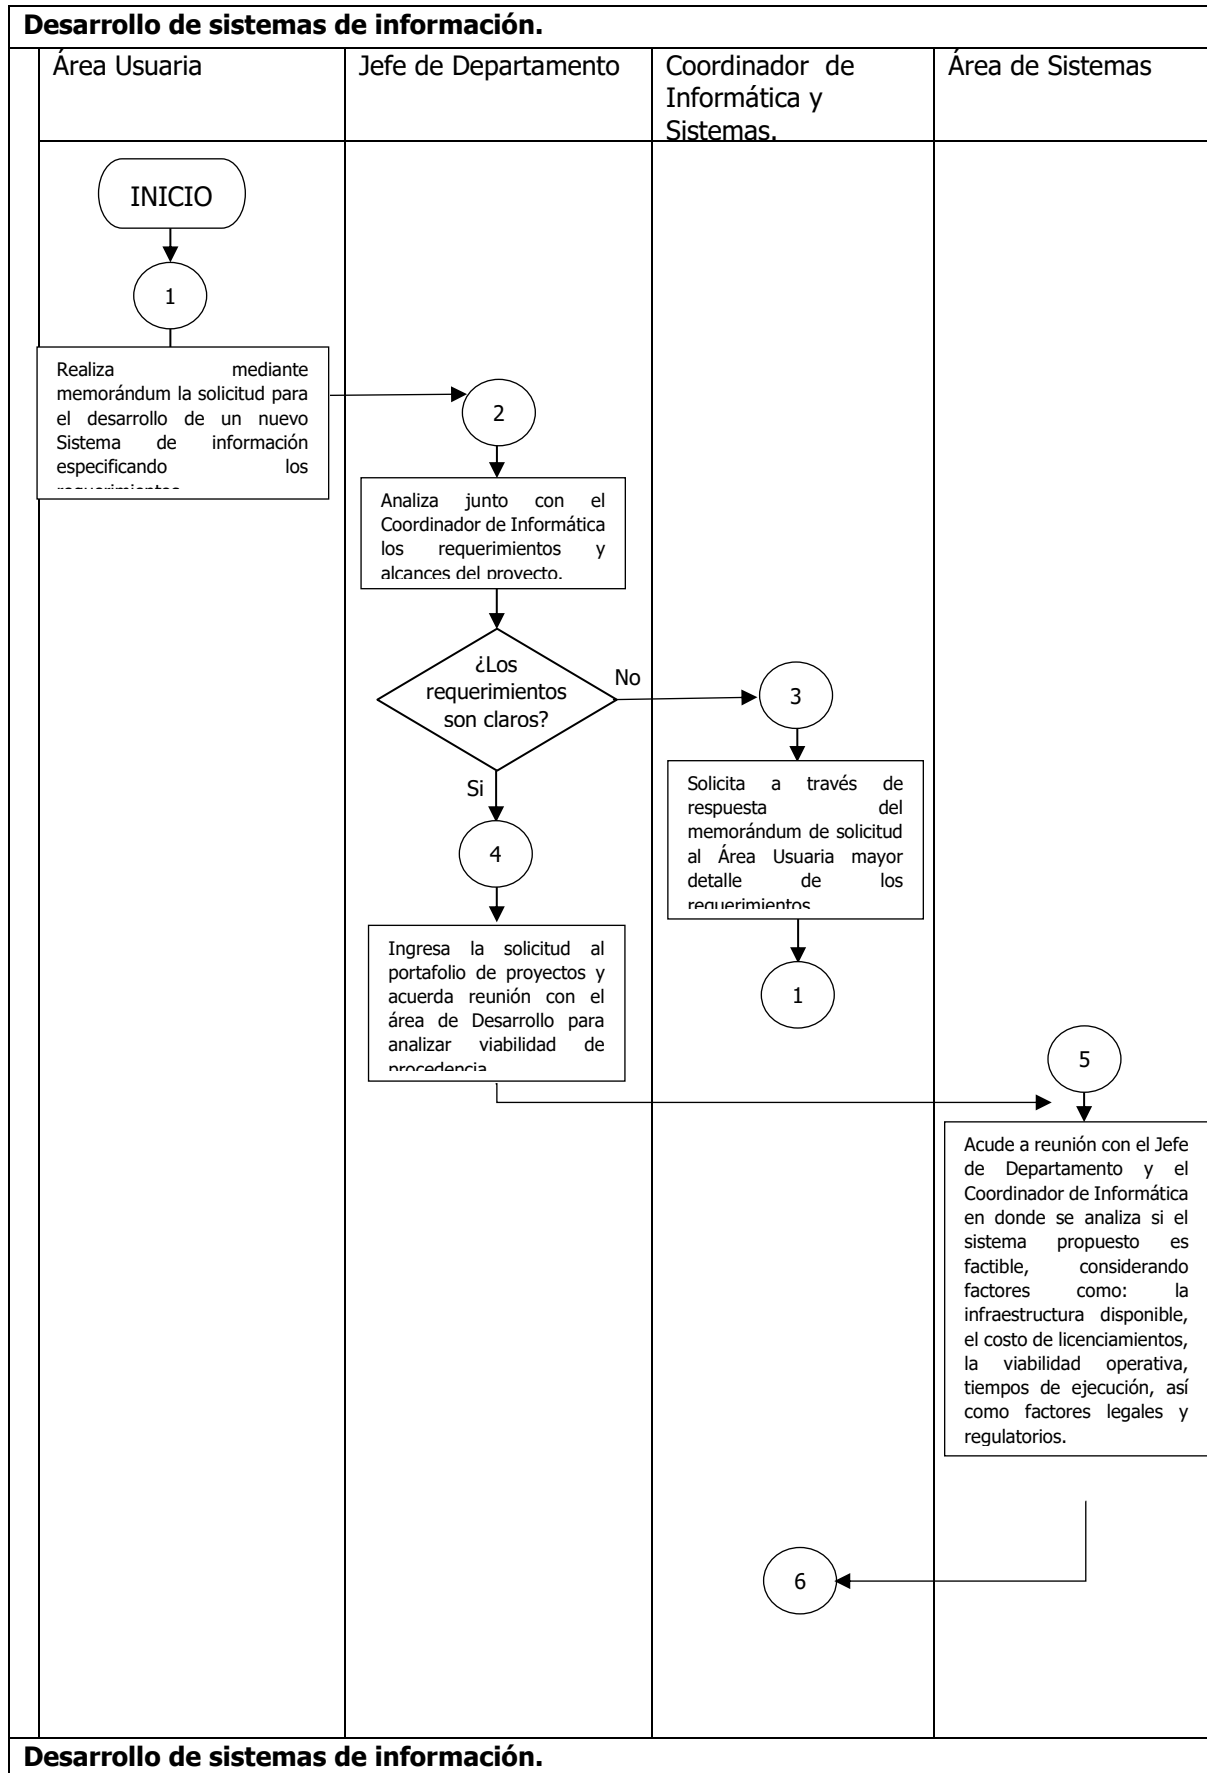 Desarrollo de sistemas de información.
Área Usuaria
Jefe de Departamento
Coordinador de
Informática y
Sistemas.
Área de Sistemas
INICIO
1
Realiza mediante
memorándum la solicitud para
el desarrollo de un nuevo
Sistema de información
especificando los
requerimientos
2
Analiza junto con el
Coordinador de Informática
los requerimientos y
alcances del proyecto.
¿Los
requerimientos
son claros?
No
Si
3
Solicita a través de
respuesta del
memorándum de solicitud
al Área Usuaria mayor
detalle de los
requerimientos
1
4
Ingresa la solicitud al
portafolio de proyectos y
acuerda reunión con el
área de Desarrollo para
analizar viabilidad de
procedencia
5
Acude a reunión con el Jefe
de Departamento y el
Coordinador de Informática
en donde se analiza si el
sistema propuesto es
factible, considerando
factores como: la
infraestructura disponible,
el costo de licenciamientos,
la viabilidad operativa,
tiempos de ejecución, así
como factores legales y
regulatorios.
6
Desarrollo de sistemas de información.